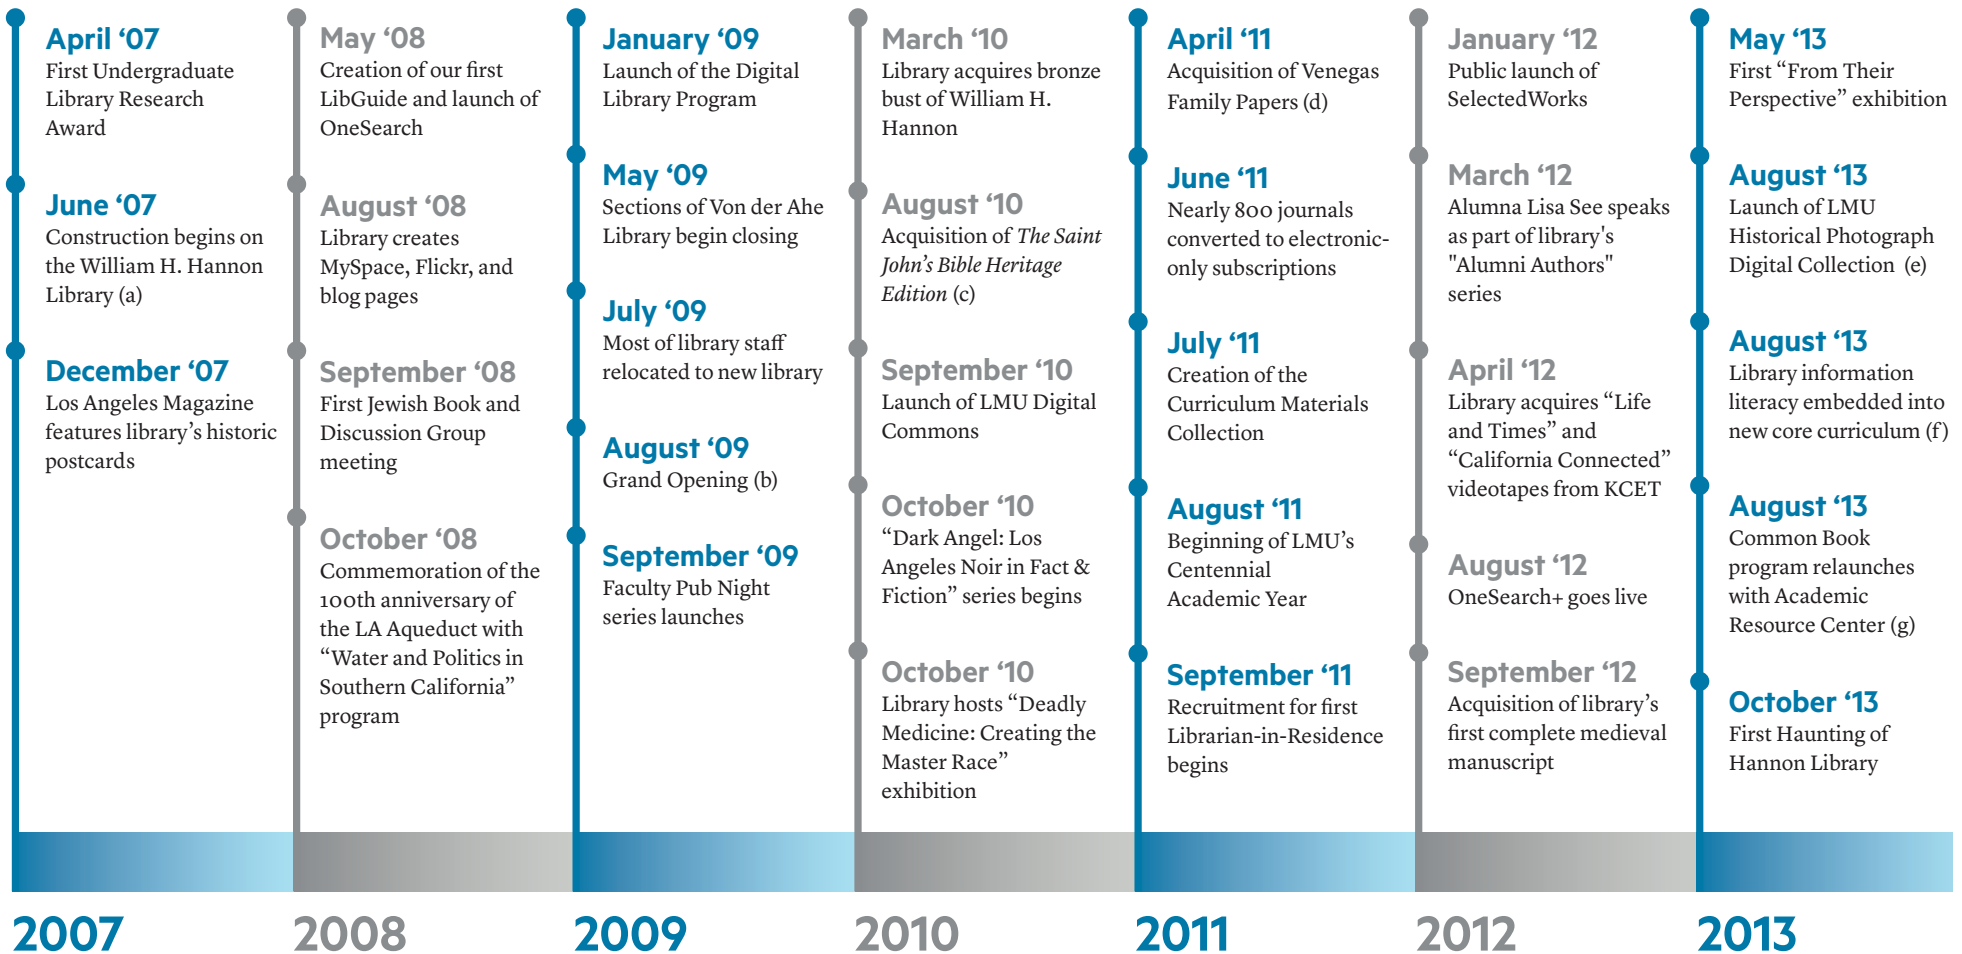 April ‘07
First Undergraduate
Library Research
Award
June ‘07
Construction begins on
the William H. Hannon
Library (a)
December ‘07
Los Angeles Magazine
features library’s historic
postcards
May ‘08
Creation of our first
LibGuide and launch of
OneSearch
August ‘08
Library creates
MySpace, Flickr, and
blog pages
September ‘08
First Jewish Book and
Discussion Group
meeting
October ‘08
Commemoration of the
100th anniversary of
the LA Aqueduct with
“Water and Politics in
Southern California”
program
January ‘09
Launch of the Digital
Library Program
May ‘09
Sections of Von der Ahe
Library begin closing
July ‘09
Most of library staff
relocated to new library
August ‘09
Grand Opening (b)
September ‘09
Faculty Pub Night
series launches
March ‘10
Library acquires bronze
bust of William H.
Hannon
August ‘10
Acquisition of The Saint
John’s Bible Heritage
Edition (c)
September ‘10
Launch of LMU Digital
Commons
October ‘10
“Dark Angel: Los
Angeles Noir in Fact &
Fiction” series begins
October ‘10
Library hosts “Deadly
Medicine: Creating the
Master Race”
exhibition
April ‘11
Acquisition of Venegas
Family Papers (d)
June ‘11
Nearly 800 journals
converted to electronic-
only subscriptions
July ‘11
Creation of the
Curriculum Materials
Collection
August ‘11
Beginning of LMU’s
Centennial
Academic Year
September ‘11
Recruitment for first
Librarian-in-Residence
begins
January ‘12
Public launch of
SelectedWorks
March ‘12
Alumna Lisa See speaks
as part of library's
"Alumni Authors"
series
April ‘12
Library acquires “Life
and Times” and
“California Connected”
videotapes from KCET
August ‘12
OneSearch+ goes live
September ‘12
Acquisition of library’s
first complete medieval
manuscript
May ‘13
First “From Their
Perspective” exhibition
August ‘13
Launch of LMU
Historical Photograph
Digital Collection (e)
August ‘13
Library information
literacy embedded into
new core curriculum (f)
August ‘13
Common Book
program relaunches
with Academic
Resource Center (g)
October ‘13
First Haunting of
Hannon Library
2007
2008
2009
2010
2011
2012
2013